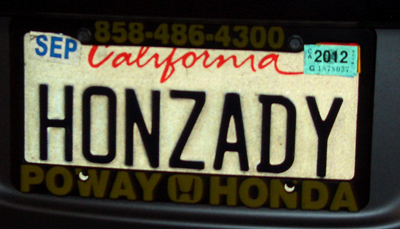 858-486-4300
SEP California 2012
HONZADY
POWAY HONDA